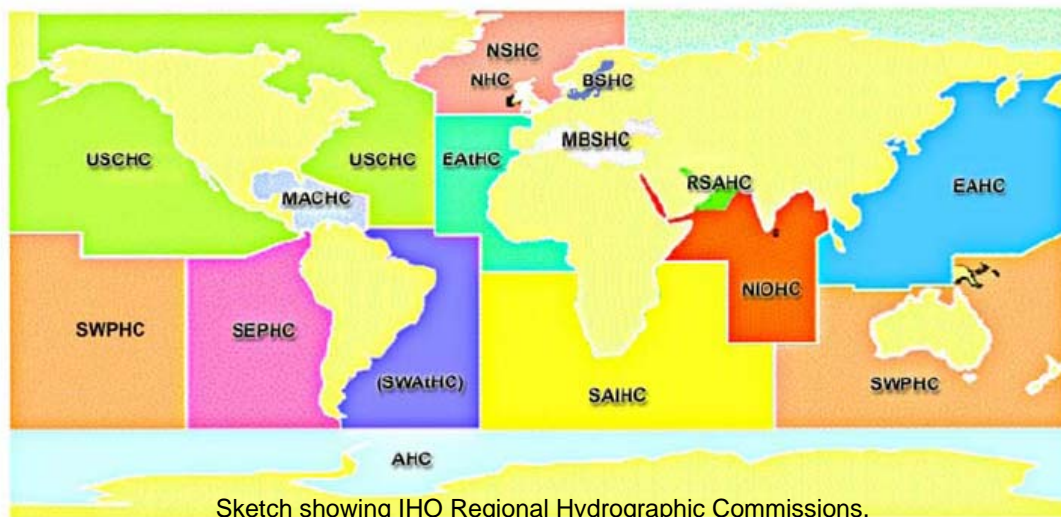 NSHC
NHC
BSHC
USCHC
USCHC
EAtHC
MBSHC
MACHC
RSAHC
EAHC
NIOHC
SWPHC
SEPHC
(SWAtHC)
SAIHC
SWPHC
AHC
Sketch showing IHO Regional Hydrographic Commissions.